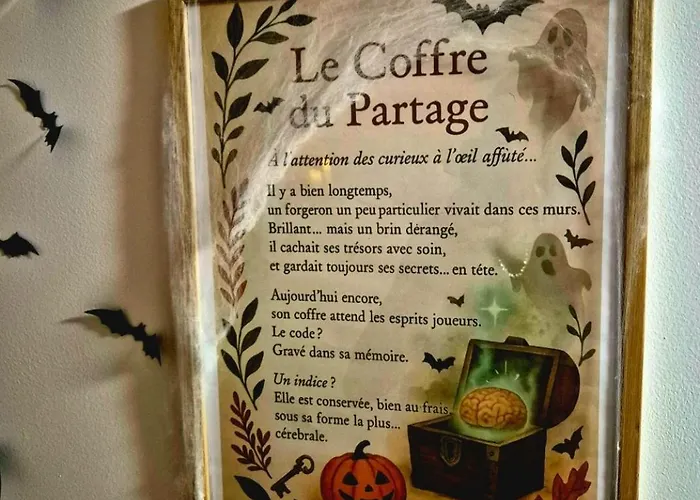 Le Coffre
du Partage
À l'attention des curieux à l'œil affûté...
Il y a bien longtemps,
un forgeron un peu particulier vivait dans ces murs.
Brillant... mais un brin dérangé,
il cachait ses trésors avec soin,
et gardait toujours ses secrets... en téte.
Aujourd'hui encore,
son coffre attend les esprits joueurs.
Le code ?
Gravé dans sa mémoire.
Un indice ?
Elle est conservée, bien au frais,
sous sa forme la plus...
cérébrale.